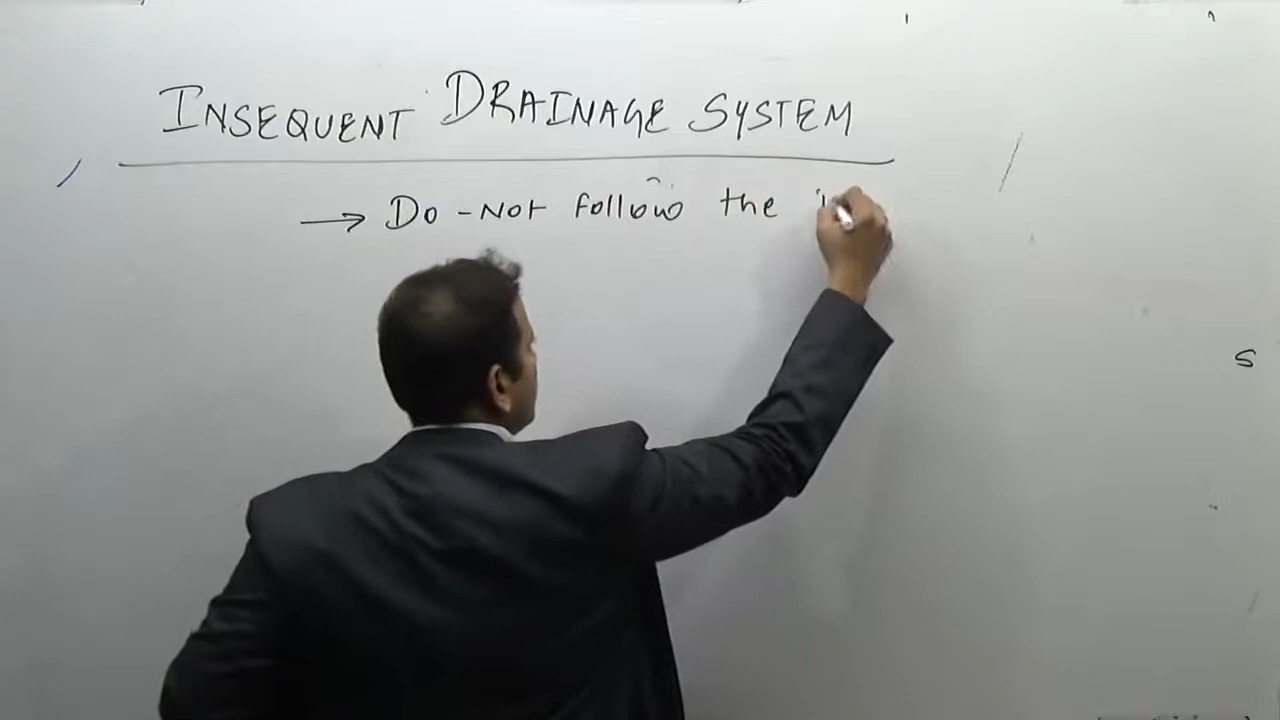 INSEQUENT DRAINAGE SYSTEM
→ Do-Not follow the
S